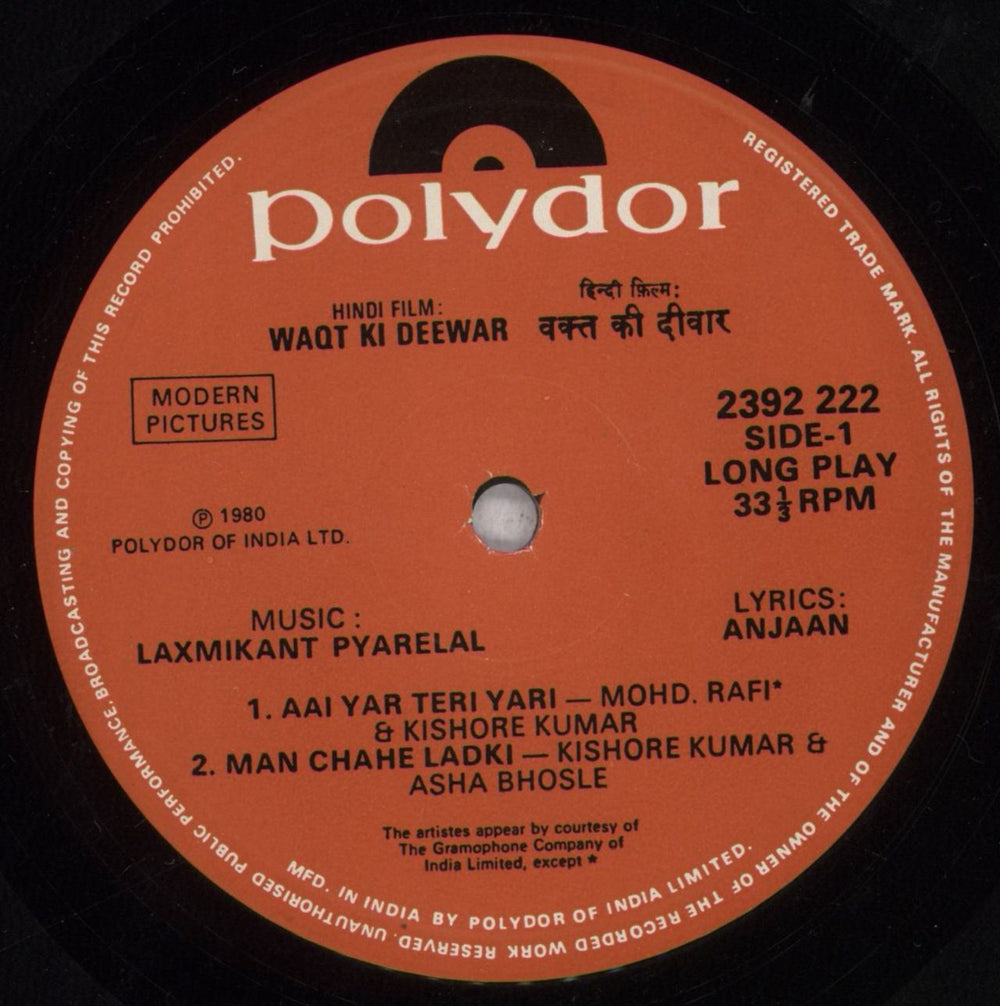 polydor
HINDI FILM:
WAQT KI DEEWAR
हिन्दी फ़िल्म:
वक्त की दीवार
MODERN
PICTURES
2392 222
SIDE-1
LONG PLAY
33⅓ RPM
Ⓟ 1980
POLYDOR OF INDIA LTD.
MUSIC:
LAXMIKANT PYARELAL
LYRICS:
ANJAAN
1. AAI YAR TERI YARI — MOHD. RAFI*
& KISHORE KUMAR
2. MAN CHAHE LADKI — KISHORE KUMAR &
ASHA BHOSLE
The artistes appear by courtesy of
The Gramophone Company of
India Limited, except *
MFD. IN INDIA BY POLYDOR OF INDIA LIMITED.
REGISTERED TRADE MARK. ALL RIGHTS OF THE MANUFACTURER AND OF THE OWNER OF THE RECORDED WORK RESERVED. UNAUTHORISED PUBLIC PERFORMANCE, BROADCASTING AND COPYING OF THIS RECORD PROHIBITED.